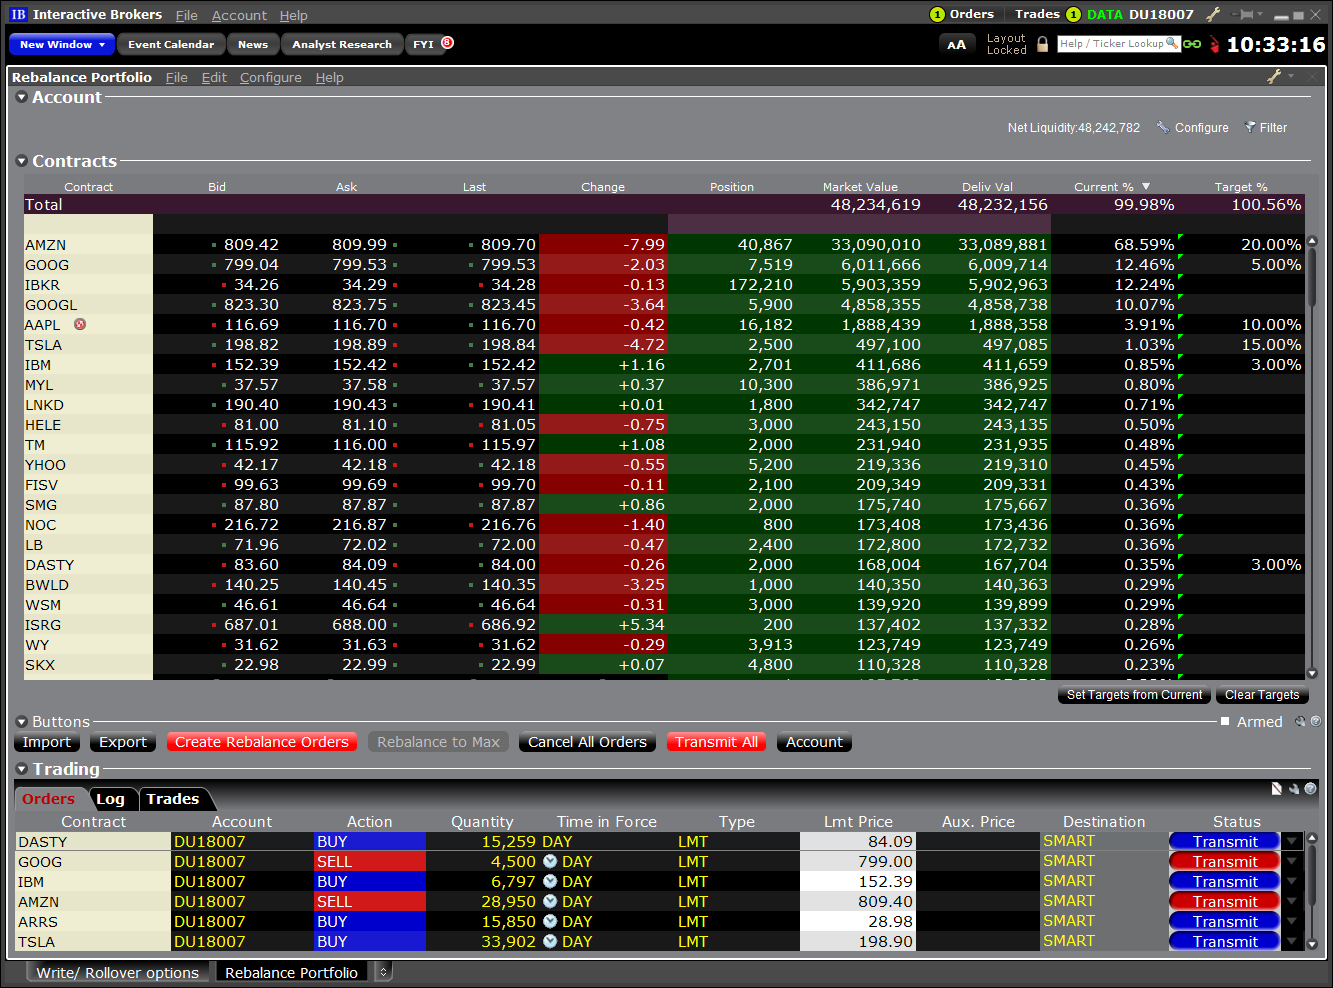 IB Interactive Brokers File Account Help 1 Orders Trades 1 DATA DU18007
New Window Event Calendar News Analyst Research FYI 8 AA Layout Locked Help / Ticker Lookup 10:33:16
Rebalance Portfolio File Edit Configure Help
Account
Net Liquidity:48,242,782 Configure Filter
Contracts
Contract Bid Ask Last Change Position Market Value Deliv Val Current % ▼ Target %
Total 48,234,619 48,232,156 99.98% 100.56%
AMZN 809.42 809.99 809.70 -7.99 40,867 33,090,010 33,089,881 68.59% 20.00%
GOOG 799.04 799.53 799.53 -2.03 7,519 6,011,666 6,009,714 12.46% 5.00%
IBKR 34.26 34.29 34.28 -0.13 172,210 5,903,359 5,902,963 12.24%
GOOGL 823.30 823.75 823.45 -3.64 5,900 4,858,355 4,858,738 10.07%
AAPL 116.69 116.70 116.70 -0.42 16,182 1,888,439 1,888,358 3.91% 10.00%
TSLA 198.82 198.89 198.84 -4.72 2,500 497,100 497,085 1.03% 15.00%
IBM 152.39 152.42 152.42 +1.16 2,701 411,686 411,659 0.85% 3.00%
MYL 37.57 37.58 37.57 +0.37 10,300 386,971 386,925 0.80%
LNKD 190.40 190.43 190.41 +0.01 1,800 342,747 342,747 0.71%
HELE 81.00 81.10 81.05 -0.75 3,000 243,150 243,135 0.50%
TM 115.92 116.00 115.97 +1.08 2,000 231,940 231,935 0.48%
YHOO 42.17 42.18 42.18 -0.55 5,200 219,336 219,310 0.45%
FISV 99.63 99.69 99.70 -0.11 2,100 209,349 209,331 0.43%
SMG 87.80 87.87 87.87 +0.86 2,000 175,740 175,667 0.36%
NOC 216.72 216.87 216.76 -1.40 800 173,408 173,436 0.36%
LB 71.96 72.02 72.00 -0.47 2,400 172,800 172,732 0.36%
DASTY 83.60 84.09 84.00 -0.26 2,000 168,004 167,704 0.35% 3.00%
BWLD 140.25 140.45 140.35 -3.25 1,000 140,350 140,363 0.29%
WSM 46.61 46.64 46.64 -0.31 3,000 139,920 139,899 0.29%
ISRG 687.01 688.00 686.92 +5.34 200 137,402 137,332 0.28%
WY 31.62 31.63 31.62 -0.29 3,913 123,749 123,749 0.26%
SKX 22.98 22.99 22.99 +0.07 4,800 110,328 110,328 0.23%
Set Targets from Current Clear Targets
Buttons Armed
Import Export Create Rebalance Orders Rebalance to Max Cancel All Orders Transmit All Account
Trading
Orders Log Trades
Contract Account Action Quantity Time in Force Type Lmt Price Aux. Price Destination Status
DASTY DU18007 BUY 15,259 DAY LMT 84.09 SMART Transmit
GOOG DU18007 SELL 4,500 DAY LMT 799.00 SMART Transmit
IBM DU18007 BUY 6,797 DAY LMT 152.39 SMART Transmit
AMZN DU18007 SELL 28,950 DAY LMT 809.40 SMART Transmit
ARRS DU18007 BUY 15,850 DAY LMT 28.98 SMART Transmit
TSLA DU18007 BUY 33,902 DAY LMT 198.90 SMART Transmit
Write/ Rollover options Rebalance Portfolio